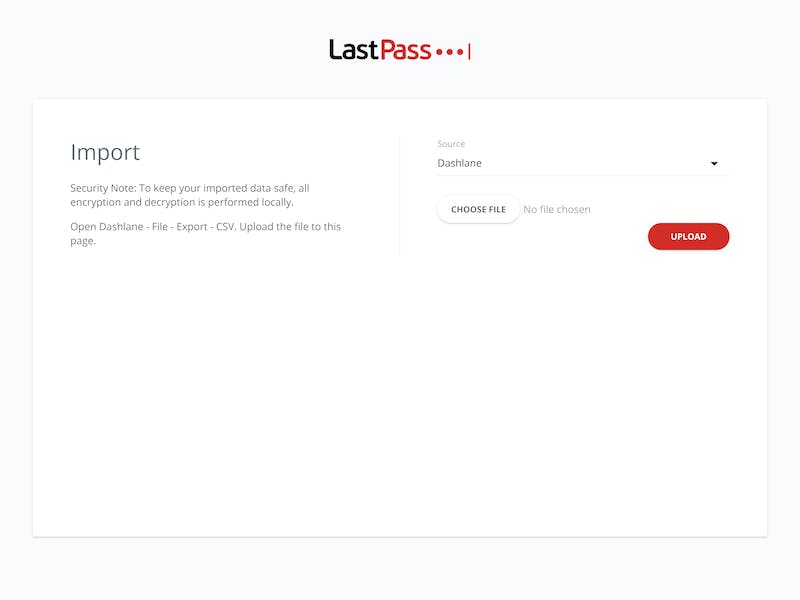 LastPass
Import
Security Note: To keep your imported data safe, all
encryption and decryption is performed locally.
Open Dashlane - File - Export - CSV. Upload the file to this
page.
Source
Dashlane
CHOOSE FILE No file chosen
UPLOAD